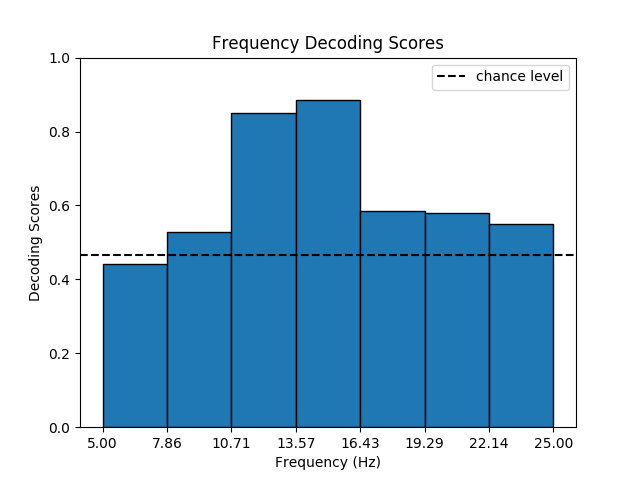 Frequency Decoding Scores
chance level
1.0
0.8
0.6
0.4
0.2
0.0
Decoding Scores
5.00 7.86 10.71 13.57 16.43 19.29 22.14 25.00
Frequency (Hz)